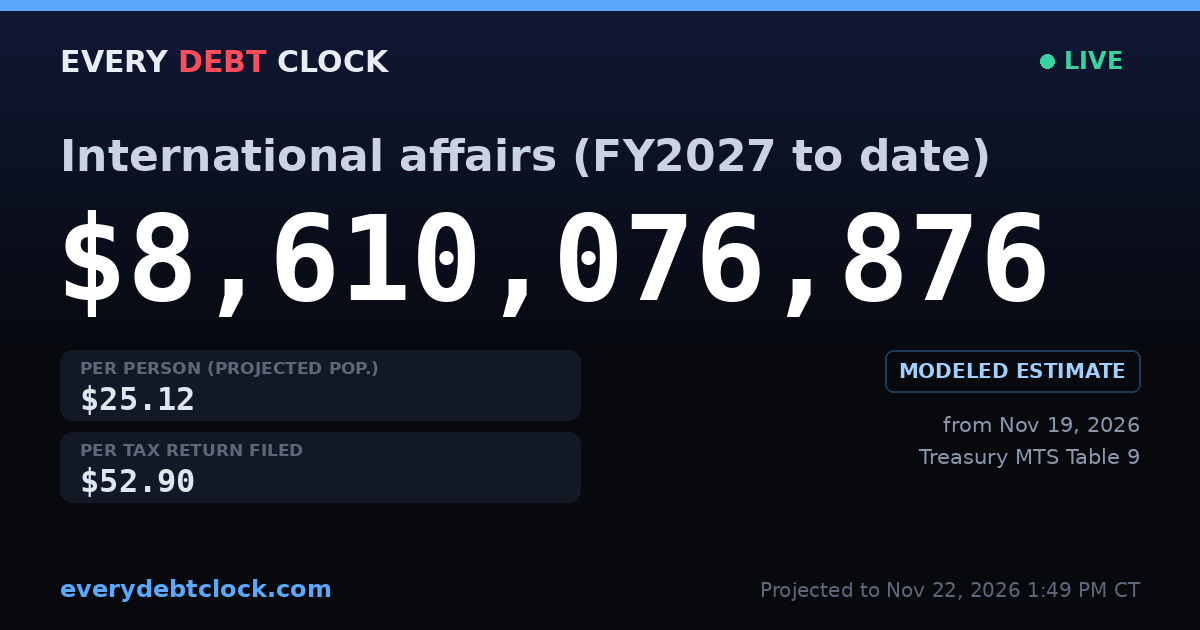 EVERY DEBT CLOCK
LIVE
International affairs (FY2027 to date)
$8,610,076,876
PER PERSON (PROJECTED POP.)
$25.12
PER TAX RETURN FILED
$52.90
MODELED ESTIMATE
from Nov 19, 2026
Treasury MTS Table 9
everydebtclock.com
Projected to Nov 22, 2026 1:49 PM CT